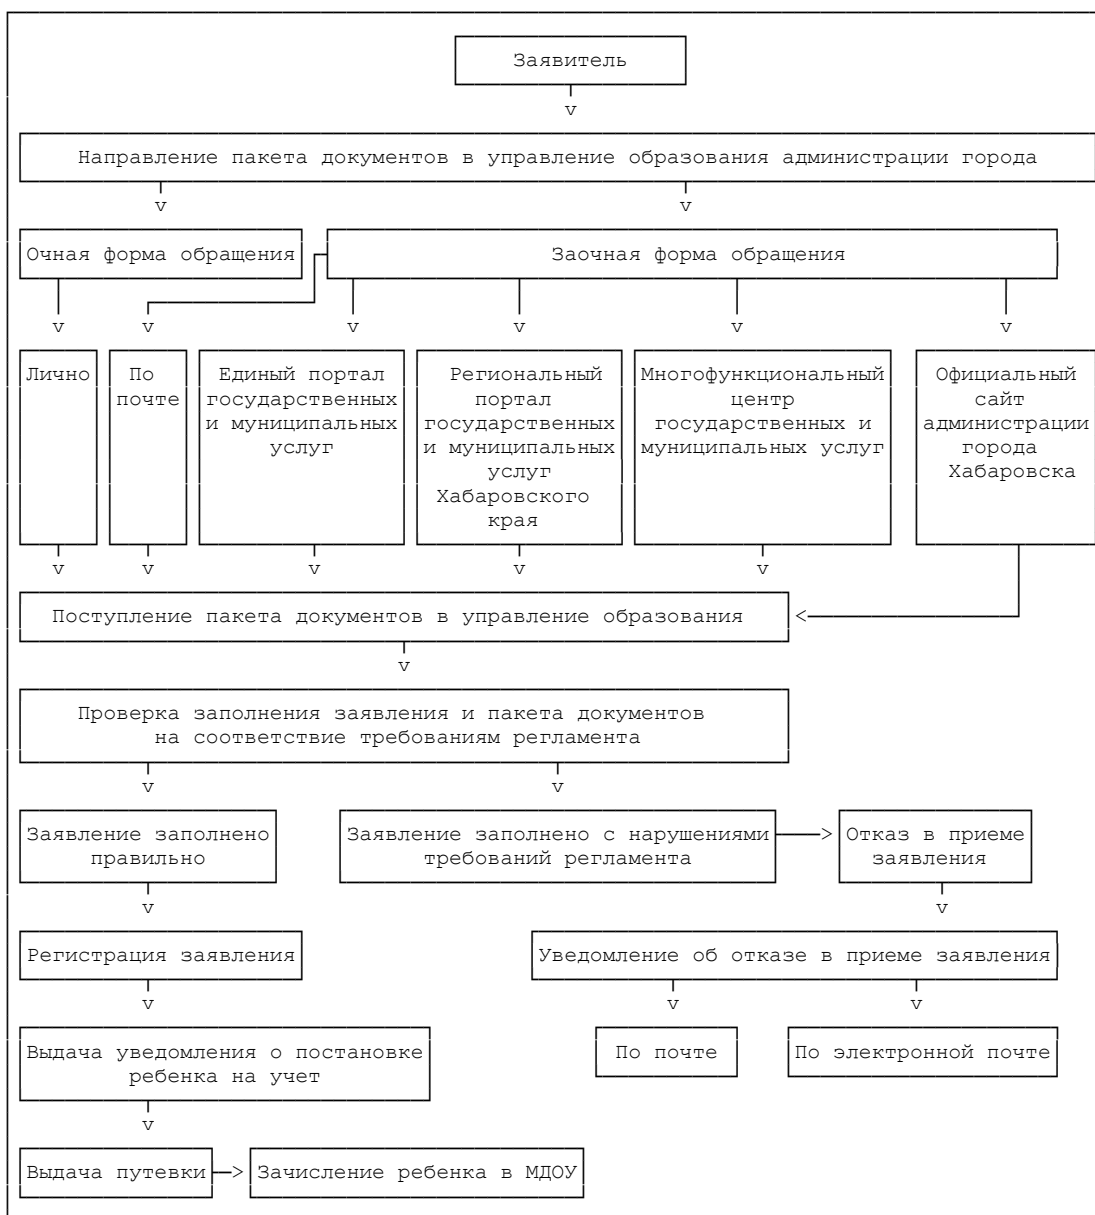 Заявитель
v
Направление пакета документов в управление образования администрации города
v v
Очная форма обращения
Заочная форма обращения
v v v v v v
Лично
По
почте
Единый портал
государственных
и муниципальных
услуг
Региональный
портал
государственных
и муниципальных
услуг
Хабаровского
края
Многофункциональный
центр
государственных и
муниципальных услуг
Официальный
сайт
администрации
города
Хабаровска
v v v v v
Поступление пакета документов в управление образования
<
v
Проверка заполнения заявления и пакета документов
на соответствие требованиям регламента
v v
Заявление заполнено
правильно
Заявление заполнено с нарушениями
требований регламента
>
Отказ в приеме
заявления
v v
Регистрация заявления
Уведомление об отказе в приеме заявления
v v v
Выдача уведомления о постановке
ребенка на учет
По почте
По электронной почте
v
Выдача путевки
>
Зачисление ребенка в МДОУ